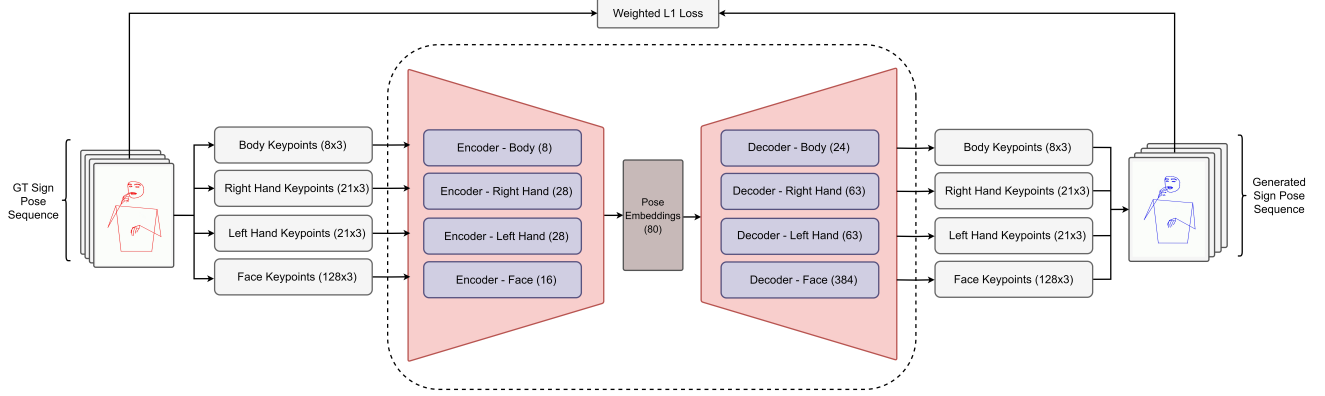 Weighted L1 Loss
GT Sign
Pose
Sequence
Body Keypoints (8x3)
Right Hand Keypoints (21x3)
Left Hand Keypoints (21x3)
Face Keypoints (128x3)
Encoder - Body (8)
Encoder - Right Hand (28)
Encoder - Left Hand (28)
Encoder - Face (16)
Pose
Embeddings
(80)
Decoder - Body (24)
Decoder - Right Hand (63)
Decoder - Left Hand (63)
Decoder - Face (384)
Body Keypoints (8x3)
Right Hand Keypoints (21x3)
Left Hand Keypoints (21x3)
Face Keypoints (128x3)
Generated
Sign Pose
Sequence